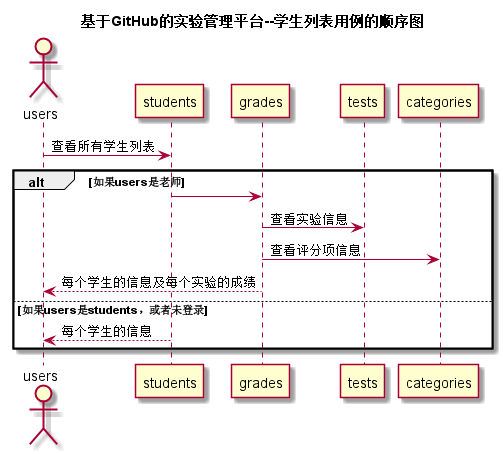 基于GitHub的实验管理平台--学生列表用例的顺序图
users
students
grades
tests
categories
查看所有学生列表
alt
[如果users是老师]
查看实验信息
查看评分项信息
每个学生的信息及每个实验的成绩
[如果users是students，或者未登录]
每个学生的信息
users
students
grades
tests
categories